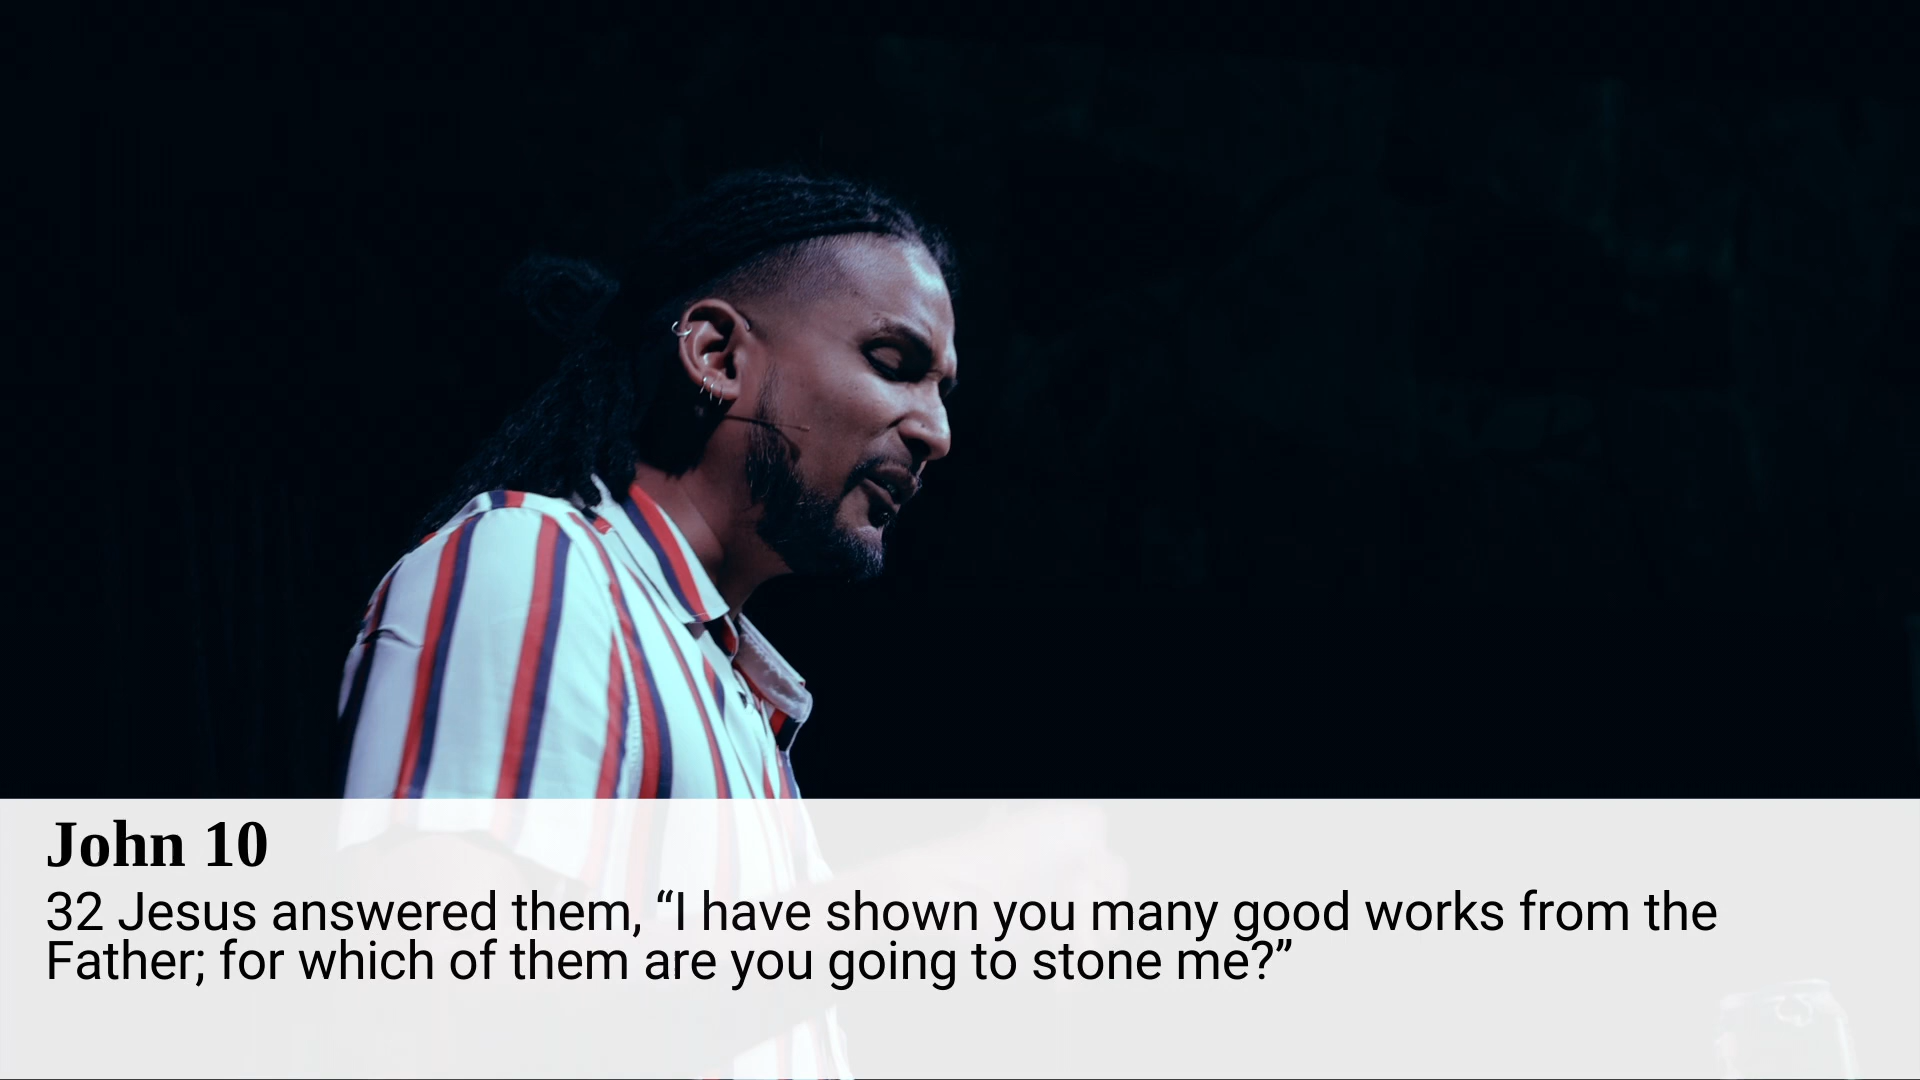 John 10
32 Jesus answered them, “I have shown you many good works from the
Father; for which of them are you going to stone me?”